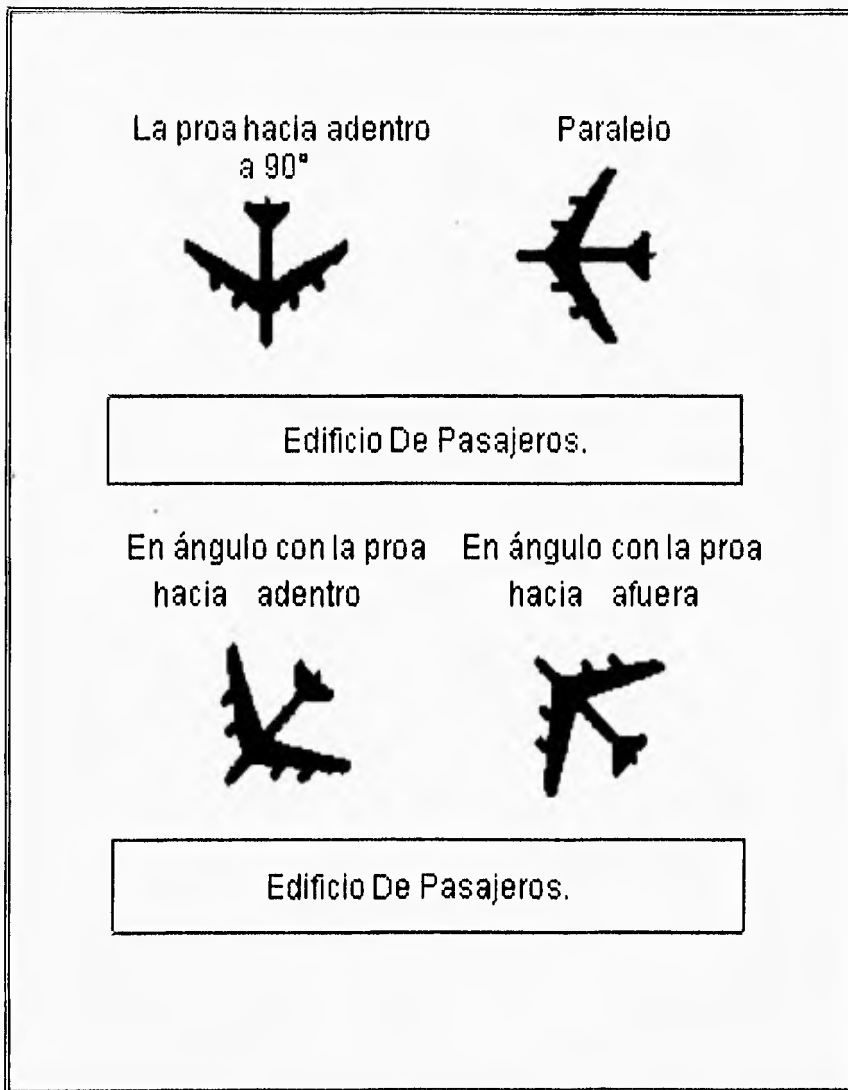 La proa hacia adentro
a 90°
Paralelo
Edificio De Pasajeros.
En ángulo con la proa
hacia adentro
En ángulo con la proa
hacia afuera
Edificio De Pasajeros.